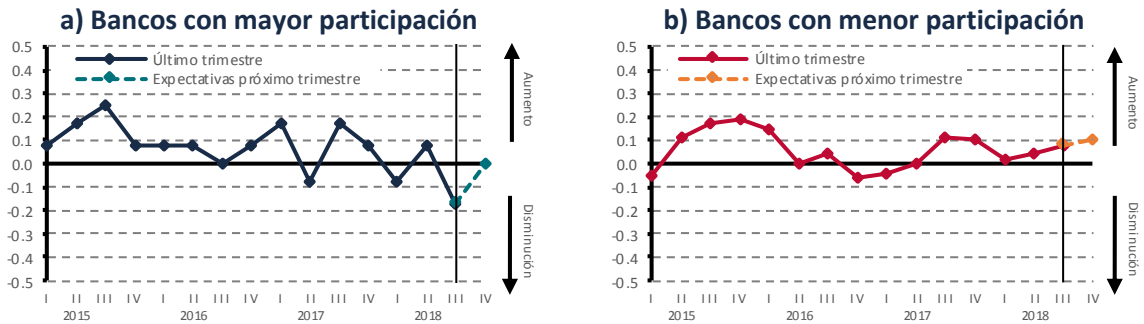 a) Bancos con mayor participación
0.5
0.4
0.3
0.2
0.1
0.0
-0.1
-0.2
-0.3
-0.4
-0.5
Último trimestre
Expectativas próximo trimestre
Aumento
Disminución
I II III IV I II III IV I II III IV I II III IV
2015 2016 2017 2018
b) Bancos con menor participación
0.5
0.4
0.3
0.2
0.1
0.0
-0.1
-0.2
-0.3
-0.4
-0.5
Último trimestre
Expectativas próximo trimestre
Aumento
Disminución
I II III IV I II III IV I II III IV I II III IV
2015 2016 2017 2018